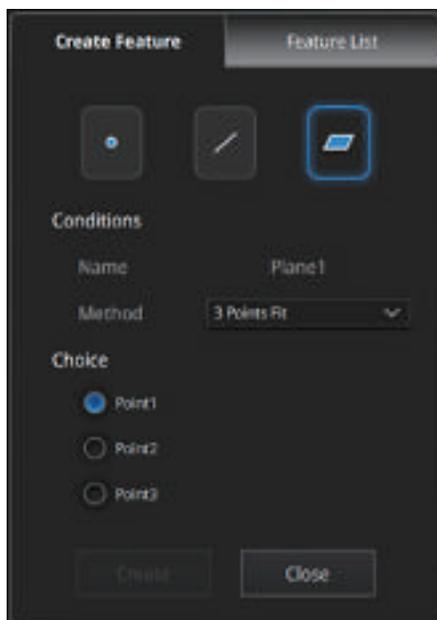 Create Feature Feature List
Conditions
Name Plane1
Method 3 Points Fit
Choice
Point1
Point2
Point3
Create Close